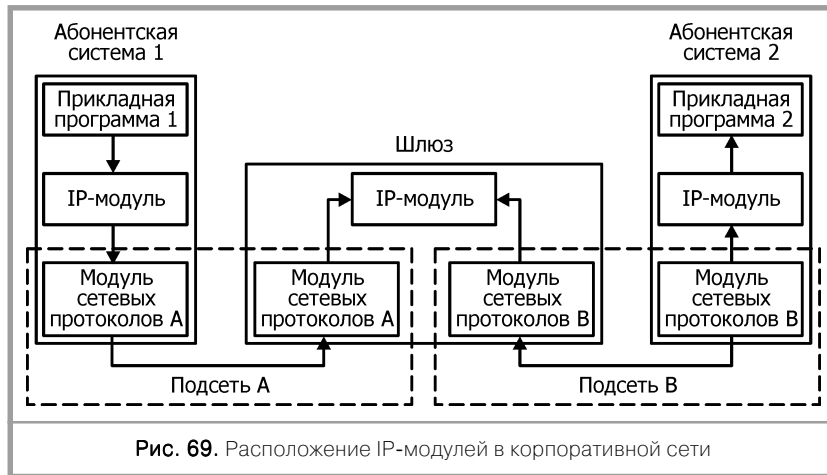 Абонентская
система 1
Прикладная
программа 1
IP-модуль
Модуль
сетевых
протоколов А
Шлюз
IP-модуль
Модуль
сетевых
протоколов А
Модуль
сетевых
протоколов В
Абонентская
система 2
Прикладная
программа 2
IP-модуль
Модуль
сетевых
протоколов В
Подсеть А
Подсеть В
Рис. 69. Расположение IP-модулей в корпоративной сети